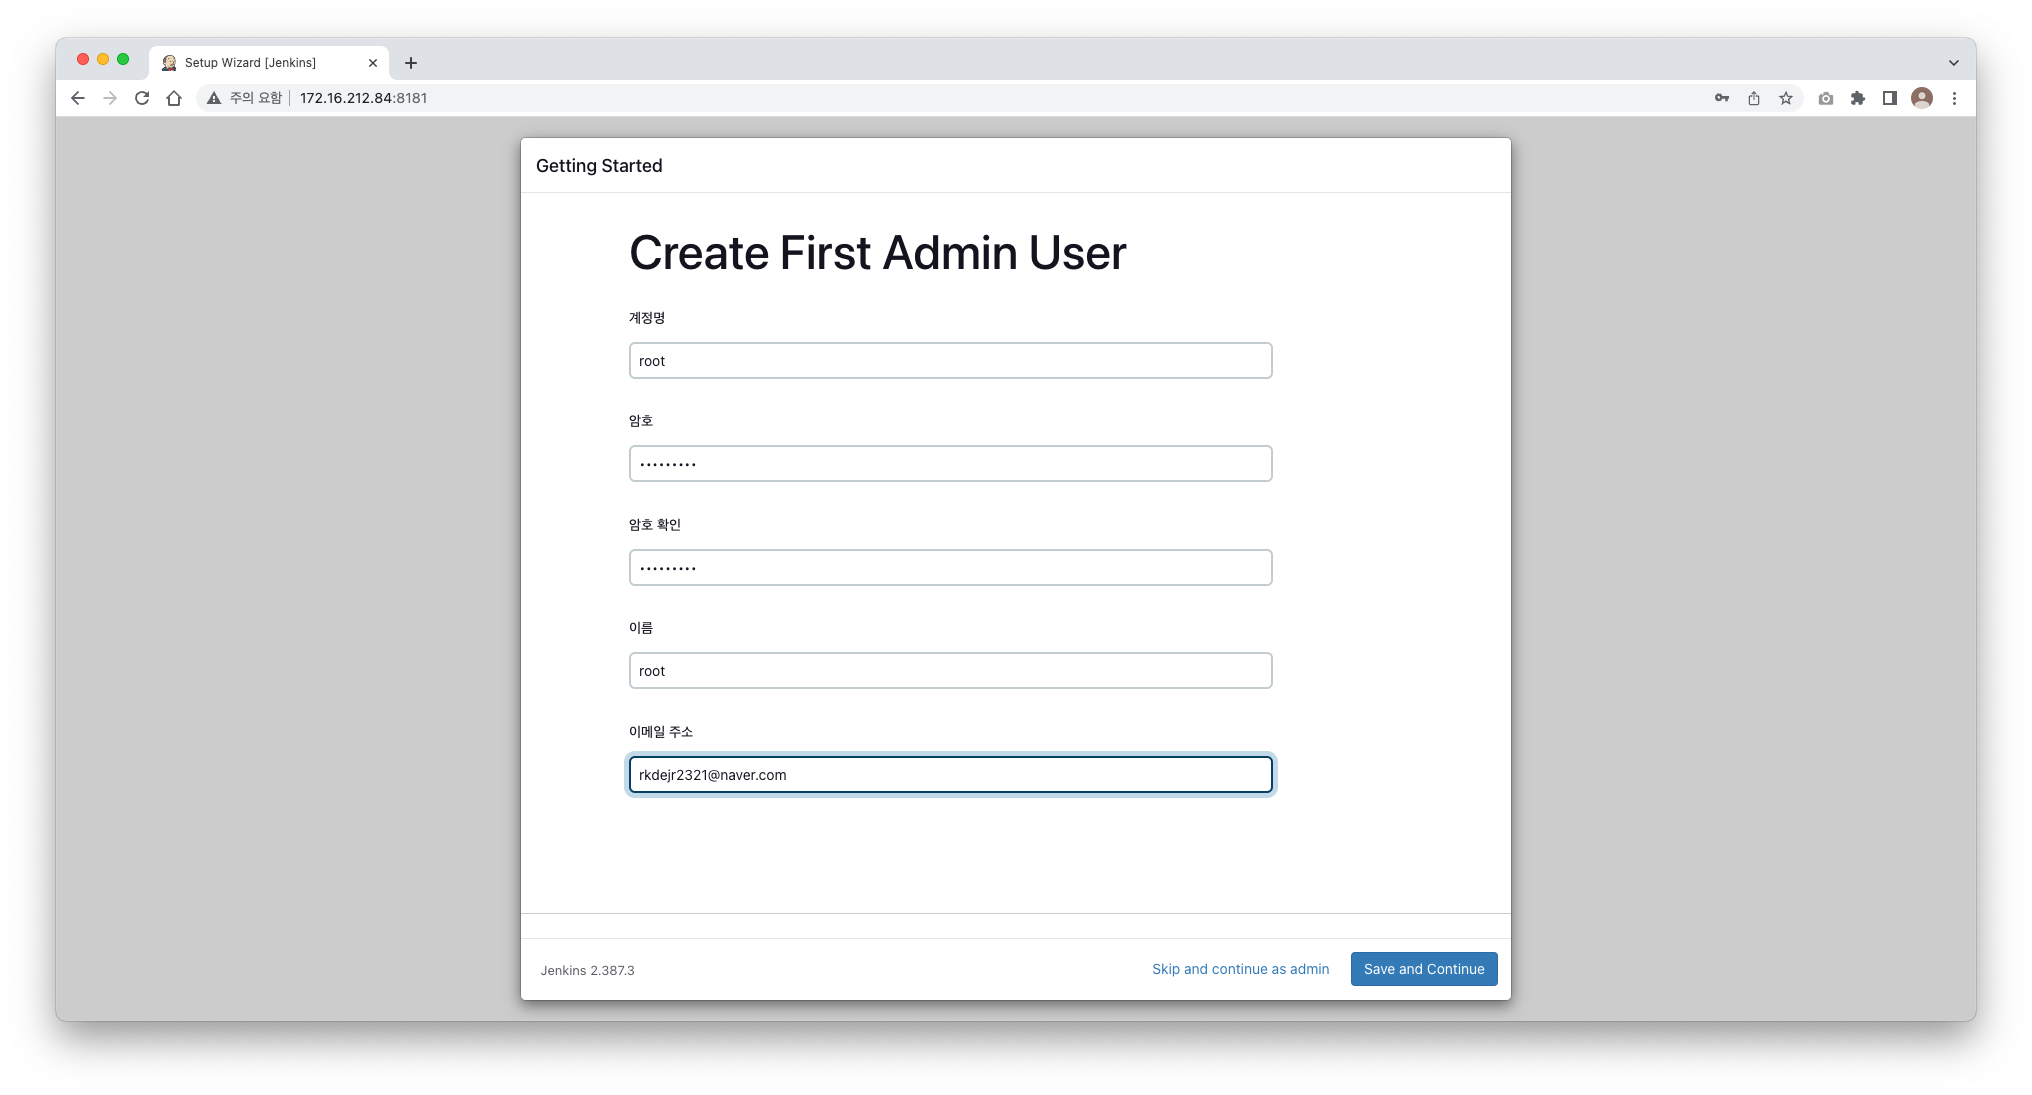 Setup Wizard [Jenkins]
주의 요함 172.16.212.84:8181
Getting Started
Create First Admin User
계정명
root
암호
•••••••••
암호 확인
•••••••••
이름
root
이메일 주소
rkdejr2321@naver.com
Jenkins 2.387.3
Skip and continue as admin
Save and Continue